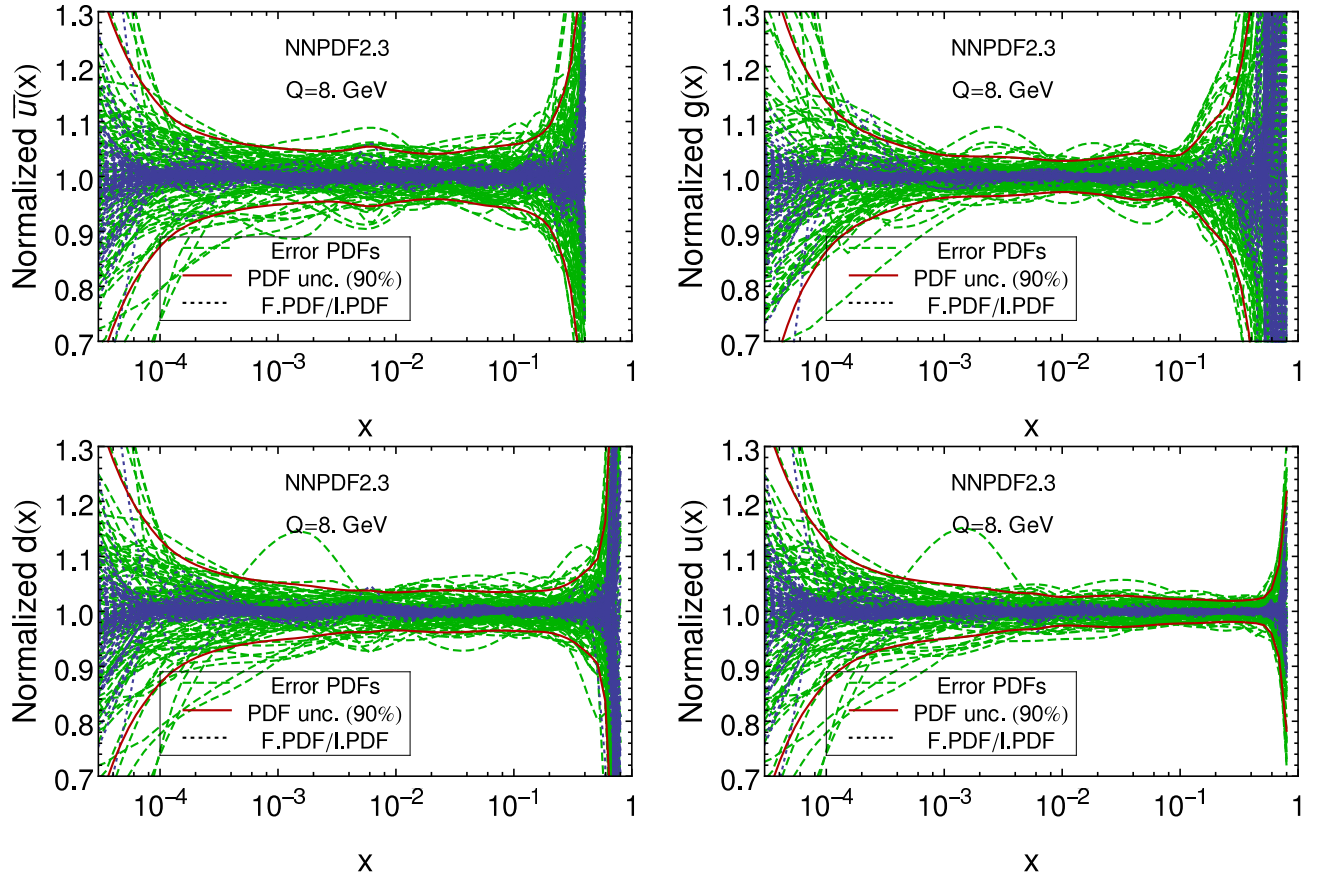 1.3
1.2
1.1
1.0
0.9
0.8
0.7
Normalized u̅(x)
NNPDF2.3
Q=8. GeV
Error PDFs
PDF unc. (90%)
F.PDF/I.PDF
10⁻⁴ 10⁻³ 10⁻² 10⁻¹ 1
x
1.3
1.2
1.1
1.0
0.9
0.8
0.7
Normalized g(x)
NNPDF2.3
Q=8. GeV
Error PDFs
PDF unc. (90%)
F.PDF/I.PDF
10⁻⁴ 10⁻³ 10⁻² 10⁻¹ 1
x
1.3
1.2
1.1
1.0
0.9
0.8
0.7
Normalized d(x)
NNPDF2.3
Q=8. GeV
Error PDFs
PDF unc. (90%)
F.PDF/I.PDF
10⁻⁴ 10⁻³ 10⁻² 10⁻¹ 1
x
1.3
1.2
1.1
1.0
0.9
0.8
0.7
Normalized u(x)
NNPDF2.3
Q=8. GeV
Error PDFs
PDF unc. (90%)
F.PDF/I.PDF
10⁻⁴ 10⁻³ 10⁻² 10⁻¹ 1
x